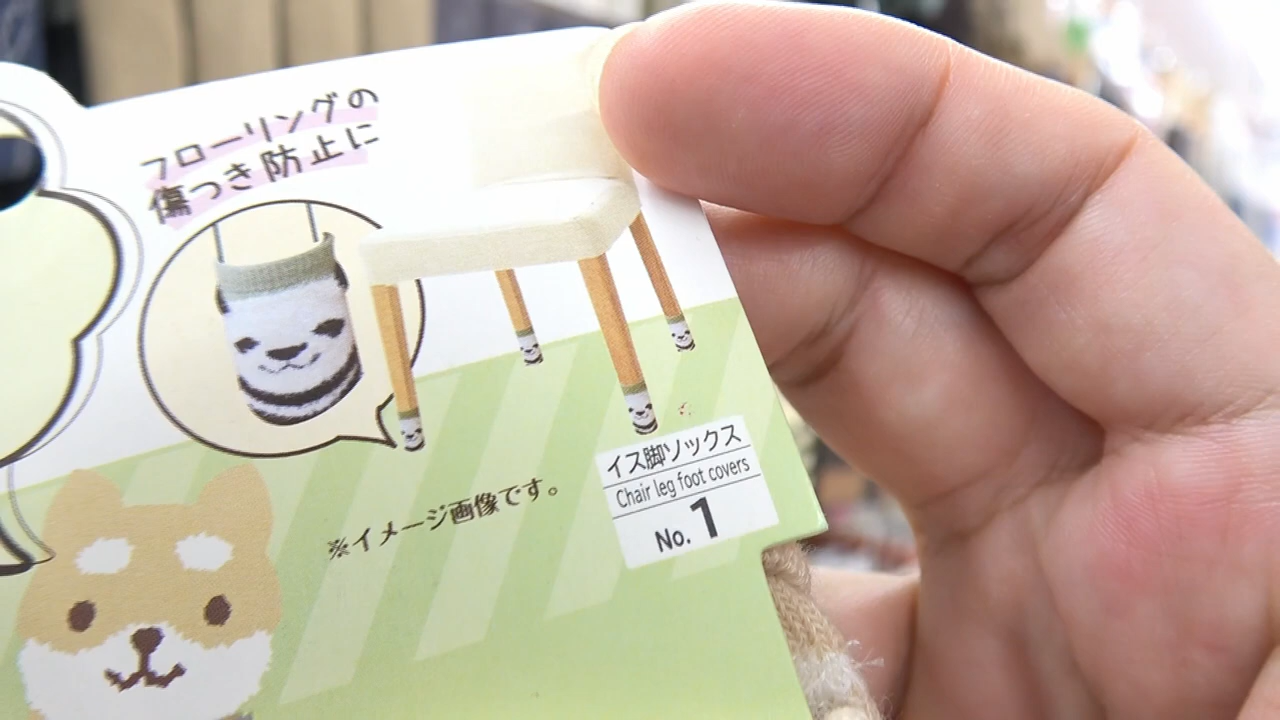 フローリングの
傷つき防止に
※イメージ画像です。
イス脚ソックス
Chair leg foot covers
No. 1